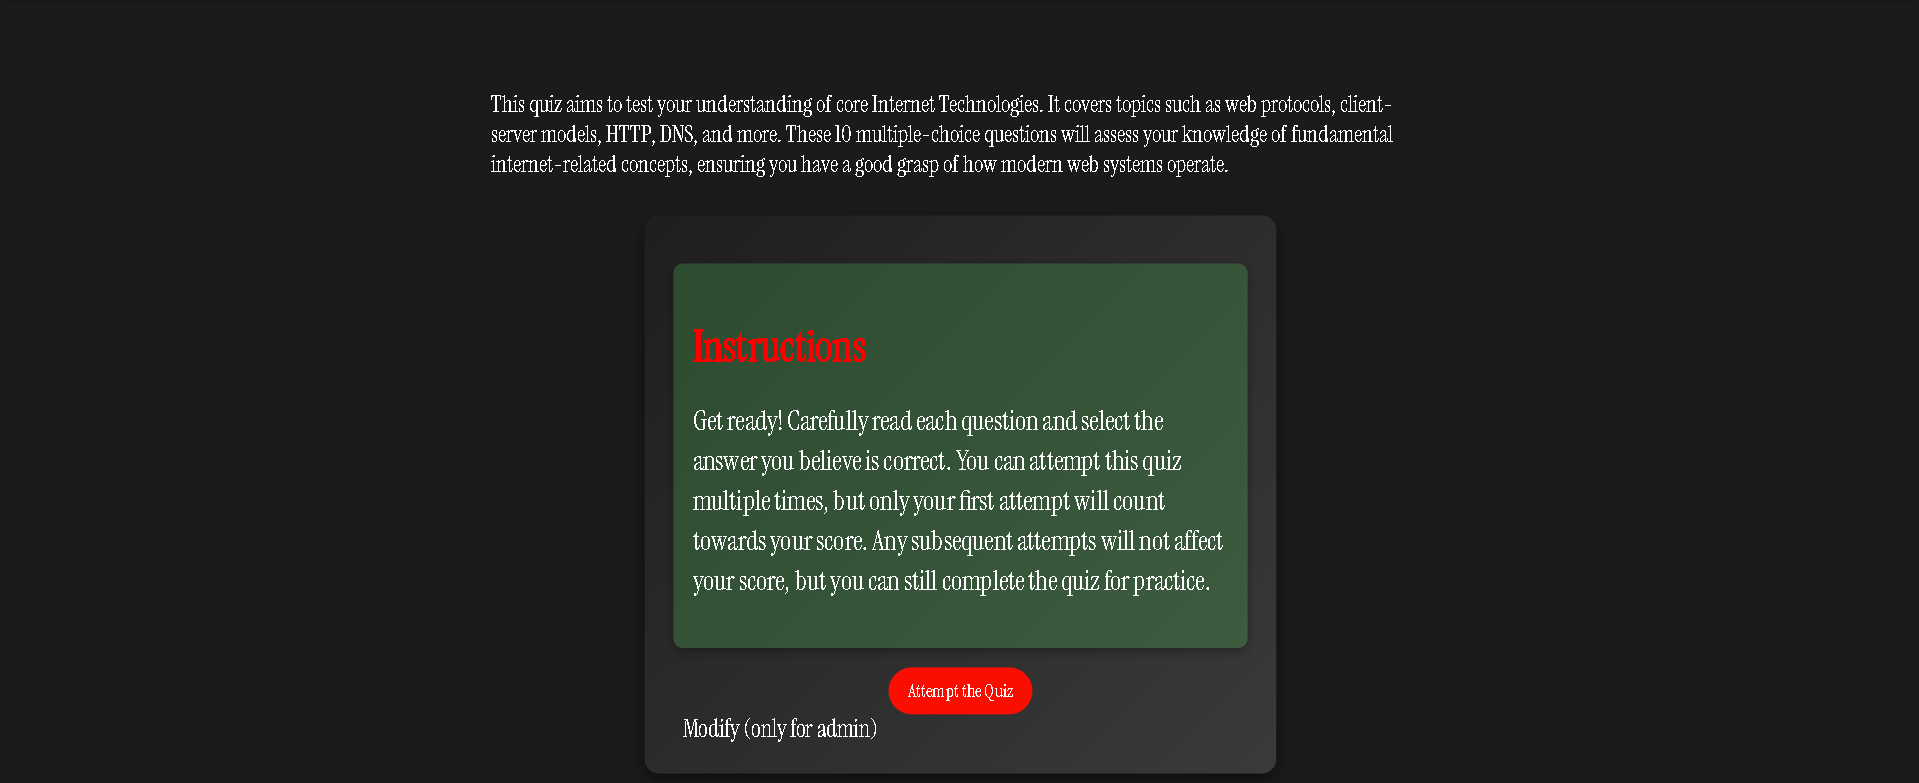 This quiz aims to test your understanding of core Internet Technologies. It covers topics such as web protocols, client-
server models, HTTP, DNS, and more. These 10 multiple-choice questions will assess your knowledge of fundamental
internet-related concepts, ensuring you have a good grasp of how modern web systems operate.
Instructions
Get ready! Carefully read each question and select the
answer you believe is correct. You can attempt this quiz
multiple times, but only your first attempt will count
towards your score. Any subsequent attempts will not affect
your score, but you can still complete the quiz for practice.
Attempt the Quiz
Modify (only for admin)